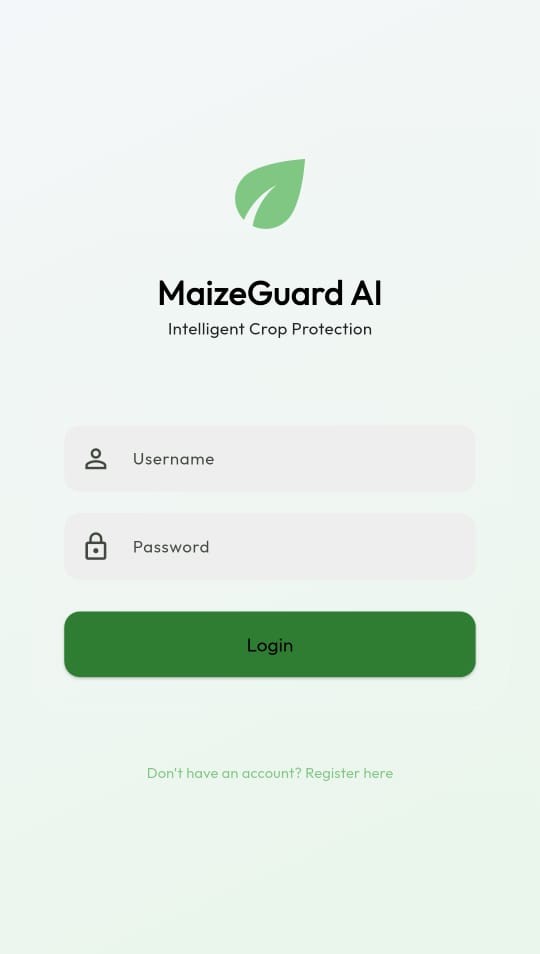 MaizeGuard AI
Intelligent Crop Protection
Username
Password
Login
Don't have an account? Register here